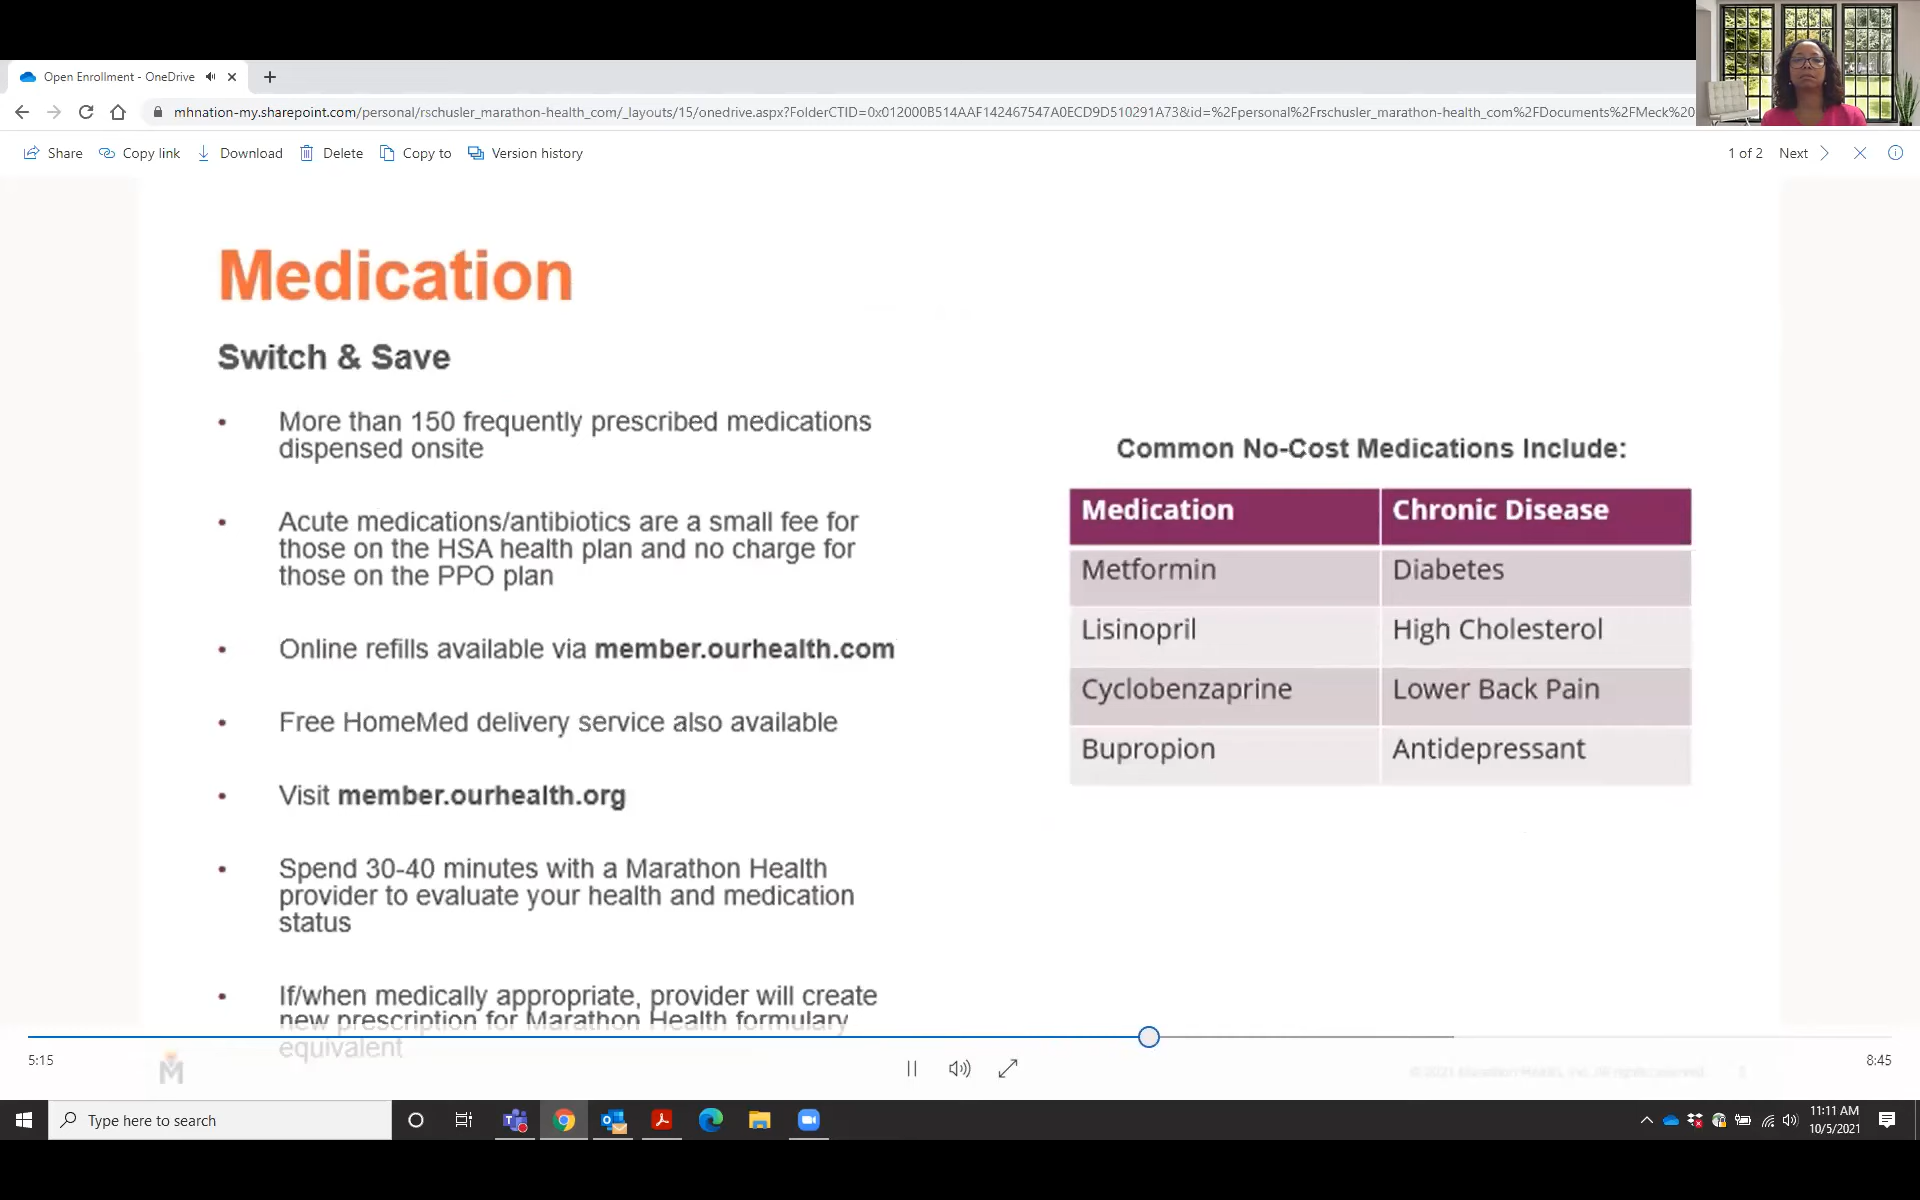 Open Enrollment - OneDrive
mhnation-my.sharepoint.com/personal/rschusler_marathon-health_com/_layouts/15/onedrive.aspx?FolderCTID=0x012000B514AAF142467547A0ECD9D510291A73&id=%2Fpersonal%2Frschusler_marathon-health_com%2FDocuments%2FMeck%20
Share Copy link Download Delete Copy to Version history 1 of 2 Next
Medication
Switch & Save
• More than 150 frequently prescribed medications
dispensed onsite
• Acute medications/antibiotics are a small fee for
those on the HSA health plan and no charge for
those on the PPO plan
• Online refills available via member.ourhealth.com
• Free HomeMed delivery service also available
• Visit member.ourhealth.org
• Spend 30-40 minutes with a Marathon Health
provider to evaluate your health and medication
status
• If/when medically appropriate, provider will create
new prescription for Marathon Health formulary
equivalent
Common No-Cost Medications Include:
Medication Chronic Disease
Metformin Diabetes
Lisinopril High Cholesterol
Cyclobenzaprine Lower Back Pain
Bupropion Antidepressant
5:15
8:45
M
© 2021 Marathon Health, Inc. All rights reserved.
Type here to search
11:11 AM
10/5/2021